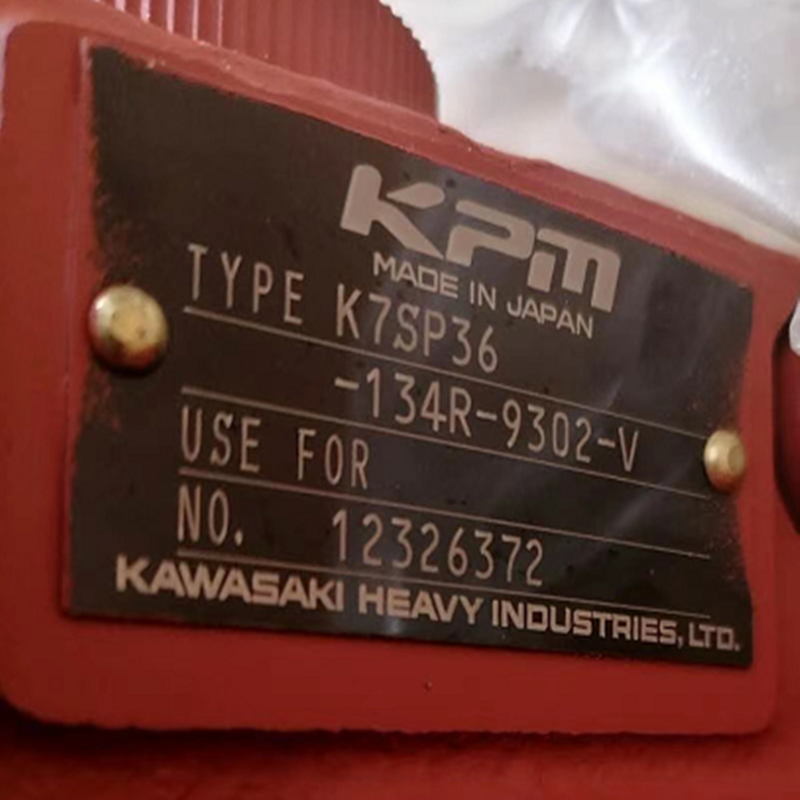 KPM
MADE IN JAPAN
TYPE K7SP36
-134R-9302-V
USE FOR
NO. 12326372
KAWASAKI HEAVY INDUSTRIES, LTD.